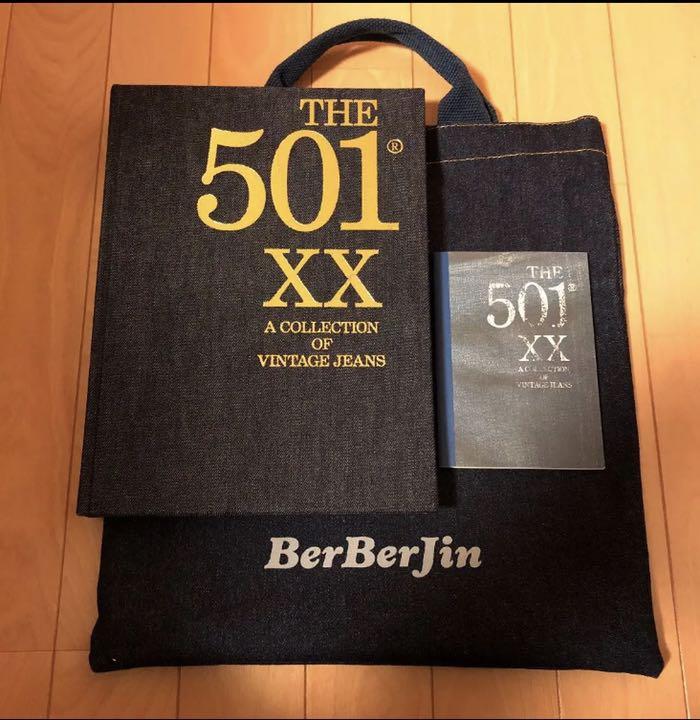 THE
501®
XX
A COLLECTION
OF
VINTAGE JEANS
THE
501®
XX
A COLLECTION
OF
VINTAGE JEANS
BerBerJin